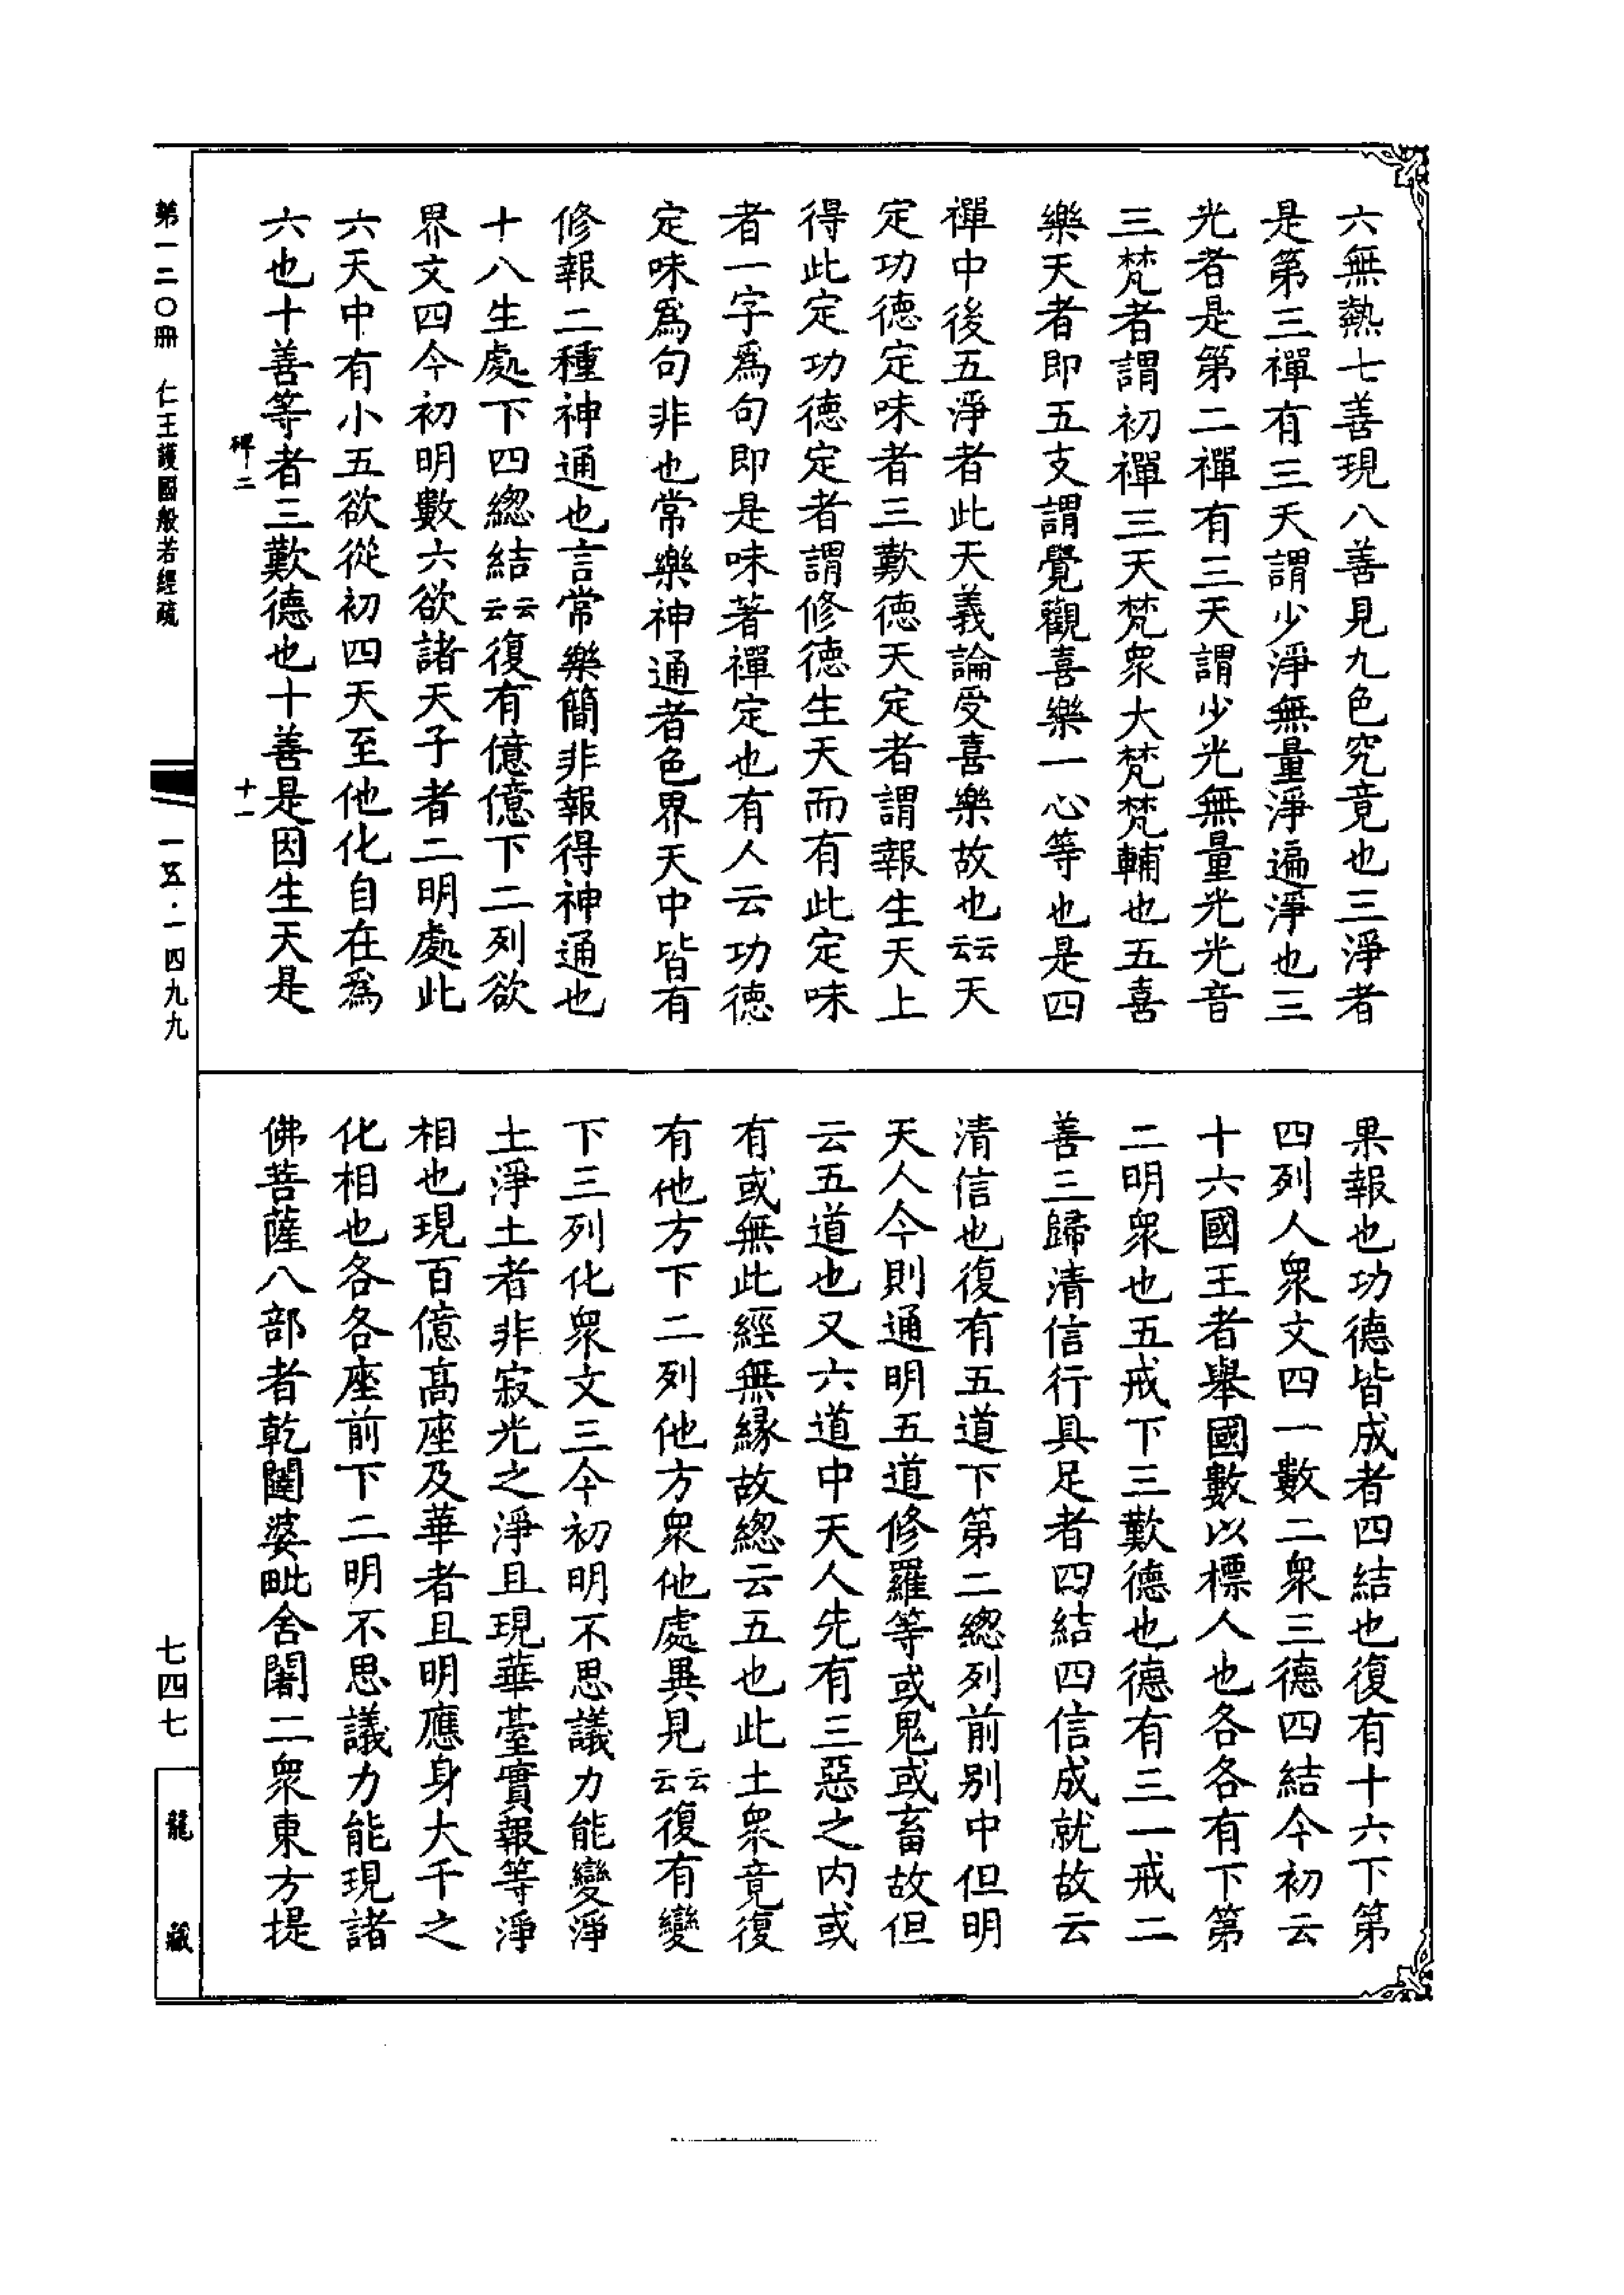 六無熱七善現八善見九色究竟也三淨者
是第三禪有三天謂少淨無量淨遍淨也三
光者是第二禪有三天謂少光無量光光音
三梵者謂初禪三天梵衆大梵梵輔也五喜
樂天者即五支謂覺觀喜樂一心等也是四
禪中後五淨者此天義論受喜樂故也云云天
定功德定味者三歎德天定者謂報生天上
得此定功德定者謂修德生天而有此定味
者一字爲句即是味著禪定也有人云功德
定味爲句非也常樂神通者色界天中皆有
修報二種神通也言常樂簡非報得神通也
十八生處下四總結云云復有億億下二列欲
界文四今初明數六欲諸天子者二明處此
六天中有小五欲從初四天至他化自在爲
六也十善等者三歎德也十善是因生天是
果報也功德皆成者四結也復有十六下第
四列人衆文四一數二衆三德四結今初云
十六國王者舉國數以標人也各各有下第
二明衆也五戒下三歎德也德有三一戒二
善三歸清信行具足者四結四信成就故云
清信也復有五道下第二總列前别中但明
天人今則通明五道修羅等或鬼或畜故但
云五道也又六道中天人先有三惡之内或
有或無此經無緣故總云五也此土衆竟復
有他方下二列他方衆他處異見云云復有變
下三列化衆文三今初明不思議力能變淨
土淨土者非寂光之淨且現華臺實報等淨
相也現百億高座及華者且明應身大千之
化相也各各座前下二明不思議力能現諸
佛菩薩八部者乾闥婆毗舍闍二衆東方提
碑二
十一
第一二〇冊 仁王護國般若經疏
一五·一四九九
七四七
龍藏